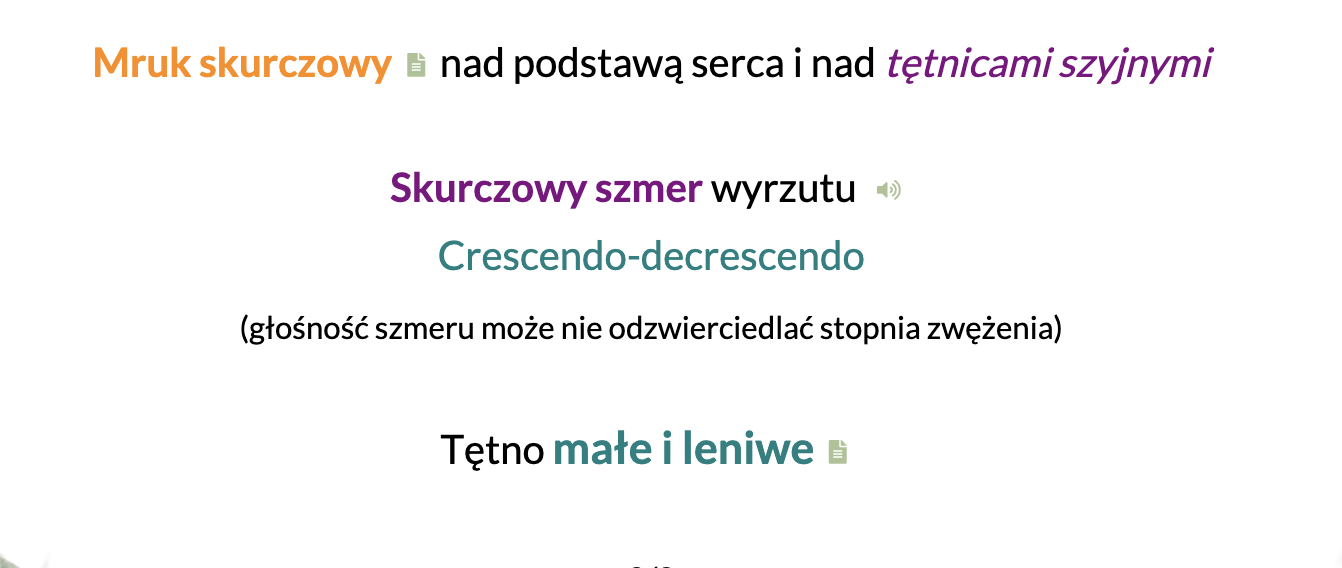 Mruk skurczowy nad podstawą serca i nad tętnicami szyjnymi
Skurczowy szmer wyrzutu
Crescendo-decrescendo
(głośność szmeru może nie odzwierciedlać stopnia zwężenia)
Tętno małe i leniwe